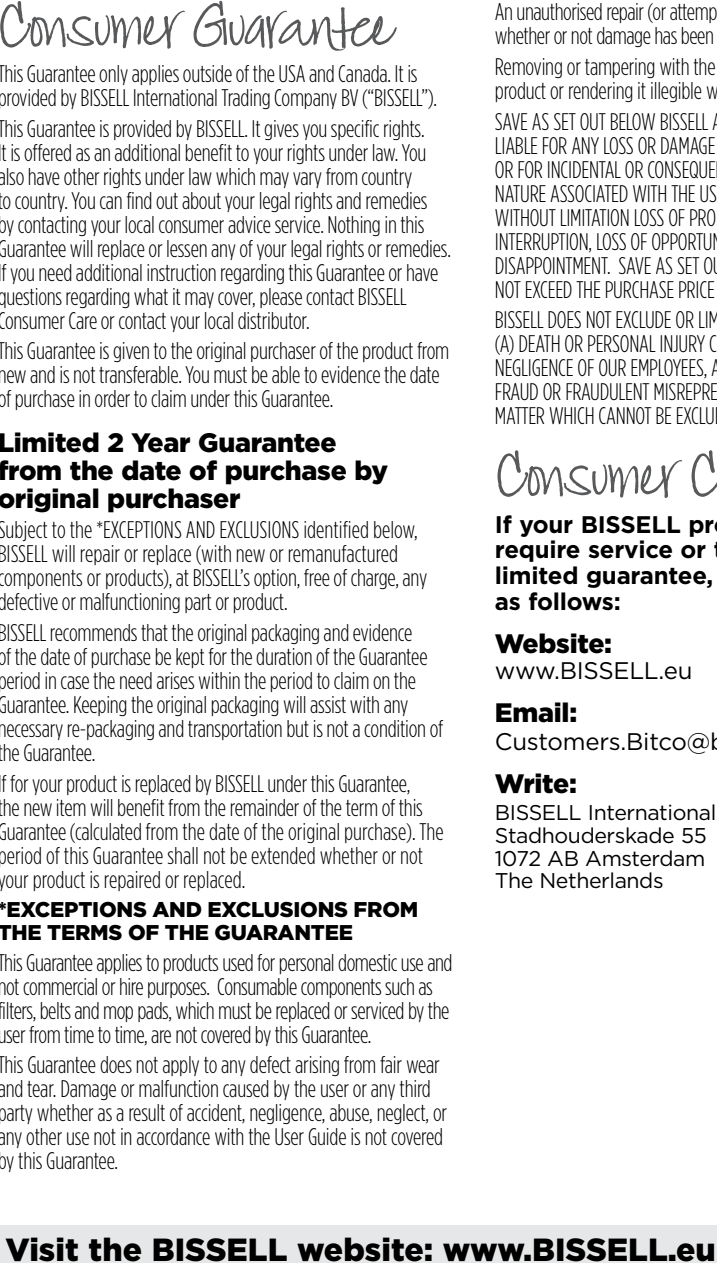 Consumer Guarantee
This Guarantee only applies outside of the USA and Canada. It is
provided by BISSELL International Trading Company BV (“BISSELL”).
This Guarantee is provided by BISSELL. It gives you specific rights.
It is offered as an additional benefit to your rights under law. You
also have other rights under law which may vary from country
to country. You can find out about your legal rights and remedies
by contacting your local consumer advice service. Nothing in this
Guarantee will replace or lessen any of your legal rights or remedies.
If you need additional instruction regarding this Guarantee or have
questions regarding what it may cover, please contact BISSELL
Consumer Care or contact your local distributor.
This Guarantee is given to the original purchaser of the product from
new and is not transferable. You must be able to evidence the date
of purchase in order to claim under this Guarantee.
Limited 2 Year Guarantee
from the date of purchase by
original purchaser
Subject to the *EXCEPTIONS AND EXCLUSIONS identified below,
BISSELL will repair or replace (with new or remanufactured
components or products), at BISSELL’s option, free of charge, any
defective or malfunctioning part or product.
BISSELL recommends that the original packaging and evidence
of the date of purchase be kept for the duration of the Guarantee
period in case the need arises within the period to claim on the
Guarantee. Keeping the original packaging will assist with any
necessary re-packaging and transportation but is not a condition of
the Guarantee.
If for your product is replaced by BISSELL under this Guarantee,
the new item will benefit from the remainder of the term of this
Guarantee (calculated from the date of the original purchase). The
period of this Guarantee shall not be extended whether or not
your product is repaired or replaced.
*EXCEPTIONS AND EXCLUSIONS FROM
THE TERMS OF THE GUARANTEE
This Guarantee applies to products used for personal domestic use and
not commercial or hire purposes. Consumable components such as
filters, belts and mop pads, which must be replaced or serviced by the
user from time to time, are not covered by this Guarantee.
This Guarantee does not apply to any defect arising from fair wear
and tear. Damage or malfunction caused by the user or any third
party whether as a result of accident, negligence, abuse, neglect, or
any other use not in accordance with the User Guide is not covered
by this Guarantee.
An unauthorised repair (or attemp
whether or not damage has been
Removing or tampering with the
product or rendering it illegible w
SAVE AS SET OUT BELOW BISSELL A
LIABLE FOR ANY LOSS OR DAMAGE
OR FOR INCIDENTAL OR CONSEQUE
NATURE ASSOCIATED WITH THE US
WITHOUT LIMITATION LOSS OF PRO
INTERRUPTION, LOSS OF OPPORTUN
DISAPPOINTMENT. SAVE AS SET OU
NOT EXCEED THE PURCHASE PRICE
BISSELL DOES NOT EXCLUDE OR LIM
(A) DEATH OR PERSONAL INJURY C
NEGLIGENCE OF OUR EMPLOYEES, A
FRAUD OR FRAUDULENT MISREPRE
MATTER WHICH CANNOT BE EXCLU
Consumer C
If your BISSELL pro
require service or t
limited guarantee,
as follows:
Website:
www.BISSELL.eu
Email:
Customers.Bitco@b
Write:
BISSELL International
Stadhouderskade 55
1072 AB Amsterdam
The Netherlands
Visit the BISSELL website: www.BISSELL.eu